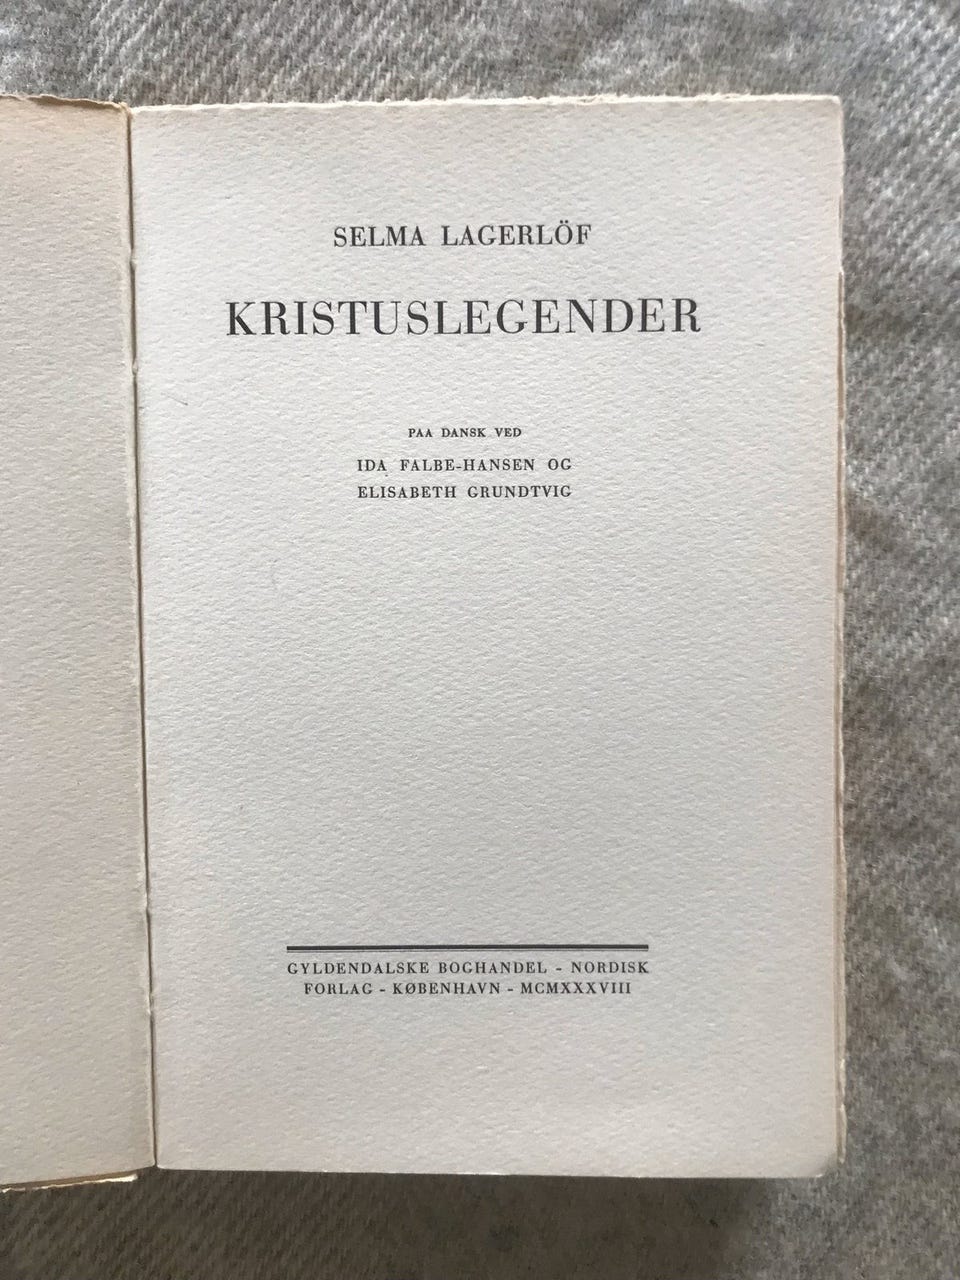 SELMA LAGERLÖF
KRISTUSLEGENDER
PAA DANSK VED
IDA FALBE-HANSEN OG
ELISABETH GRUNDTVIG
GYLDENDALSKE BOGHANDEL - NORDISK
FORLAG - KØBENHAVN - MCMXXXVIII